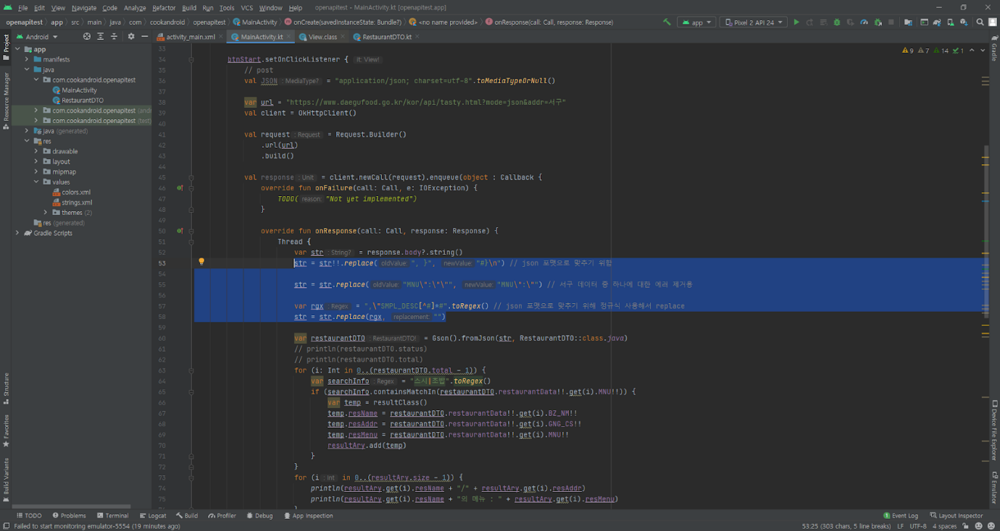 File Edit View Navigate Code Analyze Refactor Build Run Tools VCS Window Help openapitest - MainActivity.kt [openapitest.app]
openapitest app src main java com cookandroid openapitest MainActivity onCreate(savedInstanceState: Bundle?) <no name provided> onResponse(call: Call, response: Response) app Pixel 2 API 24
Android activity_main.xml MainActivity.kt View.class RestaurantDTO.kt
Project
Resource Manager
Structure
Favorites
Build Variants
app
manifests
java
com.cookandroid.openapitest
MainActivity
RestaurantDTO
com.cookandroid.openapitest
com.cookandroid.openapitest (test)
java (generated)
res
drawable
layout
mipmap
values
colors.xml
strings.xml
themes (2)
res (generated)
Gradle Scripts
9 7 14 1
33
34 btnStart.setOnClickListener { it: View!
35 // post
36 val JSON : MediaType? = "application/json; charset=utf-8".toMediaTypeOrNull()
37
38 var url = "https://www.daegufood.go.kr/kor/api/tasty.html?mode=json&addr=서구"
39 val client = OkHttpClient()
40
41 val request : Request = Request.Builder()
42 .url(url)
43 .build()
44
45 val response : Unit = client.newCall(request).enqueue(object : Callback {
46 override fun onFailure(call: Call, e: IOException) {
47 TODO( reason: "Not yet implemented")
48 }
49
50 override fun onResponse(call: Call, response: Response) {
51 Thread {
52 var str : String? = response.body?.string()
53 str = str!!.replace( oldValue: ", }", newValue: "#}\n") // json 포맷으로 맞추기 위함
54
55 str = str.replace( oldValue: "MNU\":\"\"", newValue: "MNU\":\"") // 서구 데이터 중 하나에 대한 에러 제거용
56
57 var rgx : Regex = ",\"SMPL_DESC[^#]*#".toRegex() // json 포맷으로 맞추기 위해 정규식 사용해서 replace
58 str = str.replace(rgx, replacement: "")
59
60 var restaurantDTO : RestaurantDTO! = Gson().fromJson(str, RestaurantDTO::class.java)
61 // println(restaurantDTO.status)
62 // println(restaurantDTO.total)
63 for (i: Int in 0..(restaurantDTO.total - 1)) {
64 var searchInfo : Regex = "스시|초밥".toRegex()
65 if (searchInfo.containsMatchIn(restaurantDTO.restaurantData!!.get(i).MNU!!)) {
66 var temp = resultClass()
67 temp.resName = restaurantDTO.restaurantData!!.get(i).BZ_NM!!
68 temp.resAddr = restaurantDTO.restaurantData!!.get(i).GNG_CS!!
69 temp.resMenu = restaurantDTO.restaurantData!!.get(i).MNU!!
70 resultAry.add(temp)
71 }
72 }
73 for (i : Int in 0..(resultAry.size - 1)) {
74 println(resultAry.get(i).resName + "/" + resultAry.get(i).resAddr)
75 println(resultAry.get(i).resName + "의 메뉴 : " + resultAry.get(i).resMenu)
Gradle
Device File Explorer
Emulator
TODO Problems Terminal Logcat Build Profiler Debug App Inspection 1 Event Log Layout Inspector
Failed to start monitoring emulator-5554 (19 minutes ago) 53:25 (303 chars, 5 line breaks) LF UTF-8 4 spaces